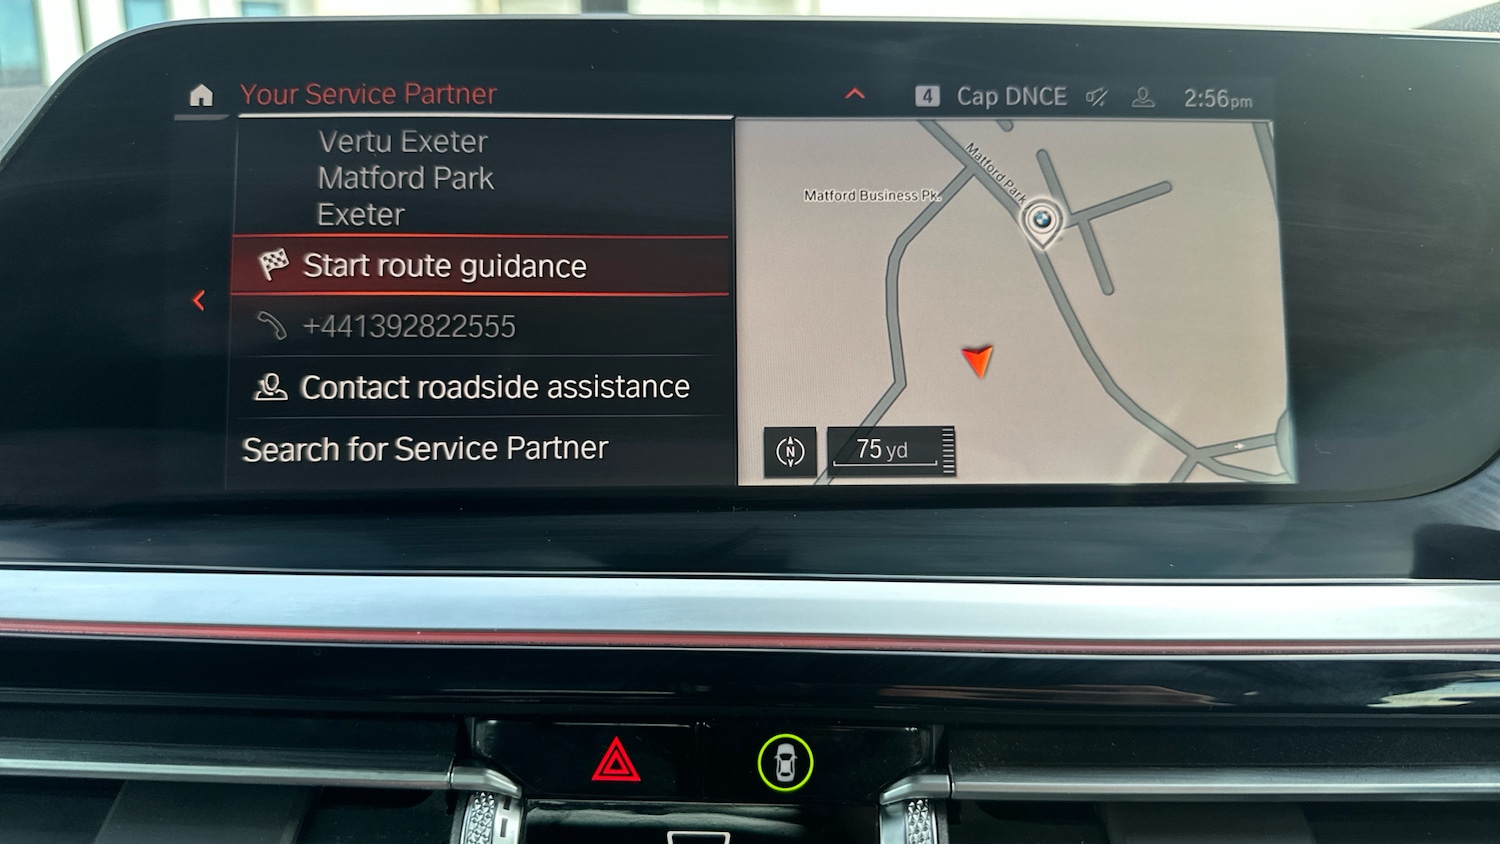 Your Service Partner
4 Cap DNCE 2:56pm
Vertu Exeter
Matford Park
Exeter
Start route guidance
+441392822555
Contact roadside assistance
Search for Service Partner
Matford Park
Matford Business Pk.
N
75 yd